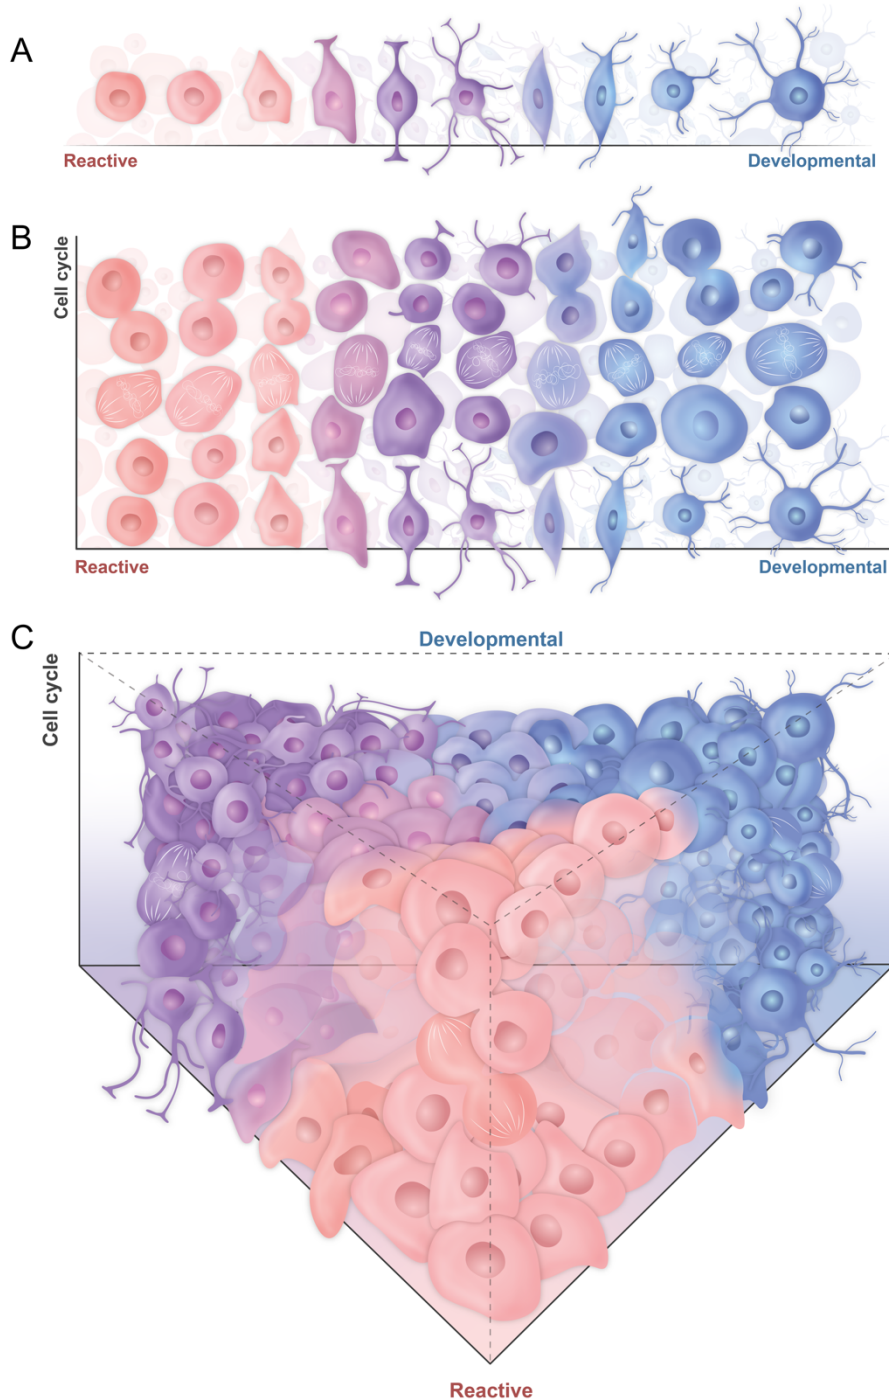 A
Reactive
Developmental
B
Cell cycle
Reactive
Developmental
C
Developmental
Cell cycle
Reactive